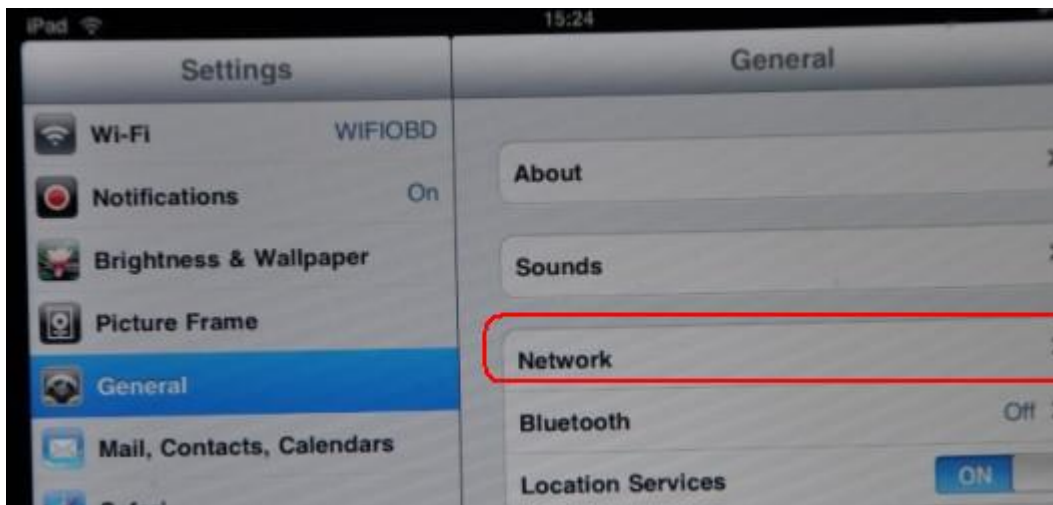 iPad
15:24
Settings
General
Wi-Fi WIFIOBD
Notifications On
Brightness & Wallpaper
Picture Frame
General
Mail, Contacts, Calendars
About
Sounds
Network
Bluetooth Off
Location Services ON